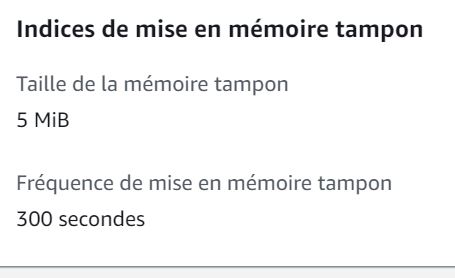 Indices de mise en mémoire tampon
Taille de la mémoire tampon
5 MiB
Fréquence de mise en mémoire tampon
300 secondes